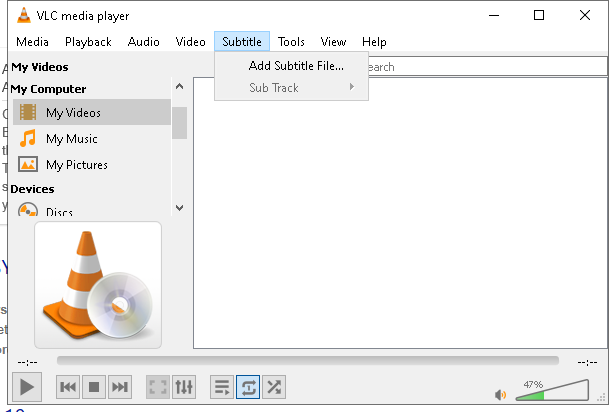 VLC media player
Media Playback Audio Video Subtitle Tools View Help
My Videos
Add Subtitle File...
Sub Track
My Computer
My Videos
My Music
My Pictures
Devices
Discs
--:-- --:--
47%